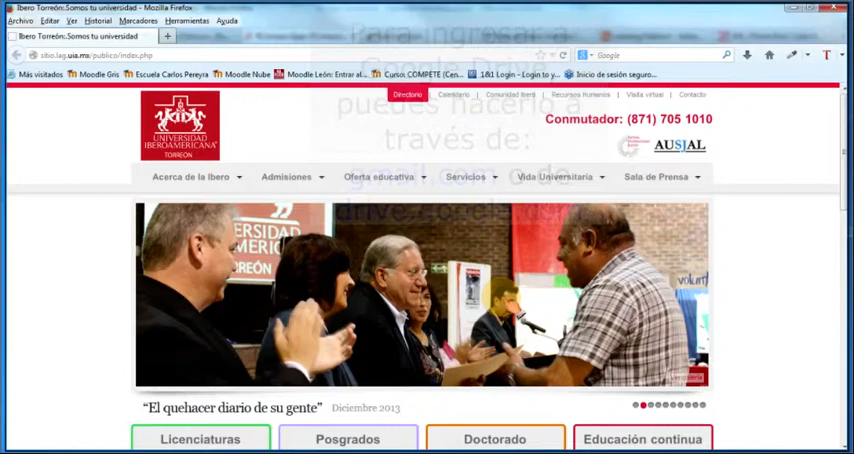 Ibero Torreón::Somos tu universidad - Mozilla Firefox
Archivo Editar Ver Historial Marcadores Herramientas Ayuda
Ibero Torreón::Somos tu universidad
sitio.lag.uia.mx/publico/index.php
Google
Más visitados Moodle Gris Escuela Carlos Pereyra Moodle Nube Moodle León: Entrar al... Curso: COMPETE (Cen... 1&1 Login - Login to y... Inicio de sesión seguro...
Para ingresar a
Google Drive
puedes hacerlo a
través de:
gmail.com o de
Directorio Calendario Comunidad Ibero Recursos Humanos Visita virtual Contacto
Conmutador: (871) 705 1010
UNIVERSIDAD
IBEROAMERICANA
TORREÓN
AUSJAL
Acerca de la Ibero Admisiones Oferta educativa Servicios Vida Universitaria Sala de Prensa
“El quehacer diario de su gente” Diciembre 2013
Licenciaturas Posgrados Doctorado Educación continua